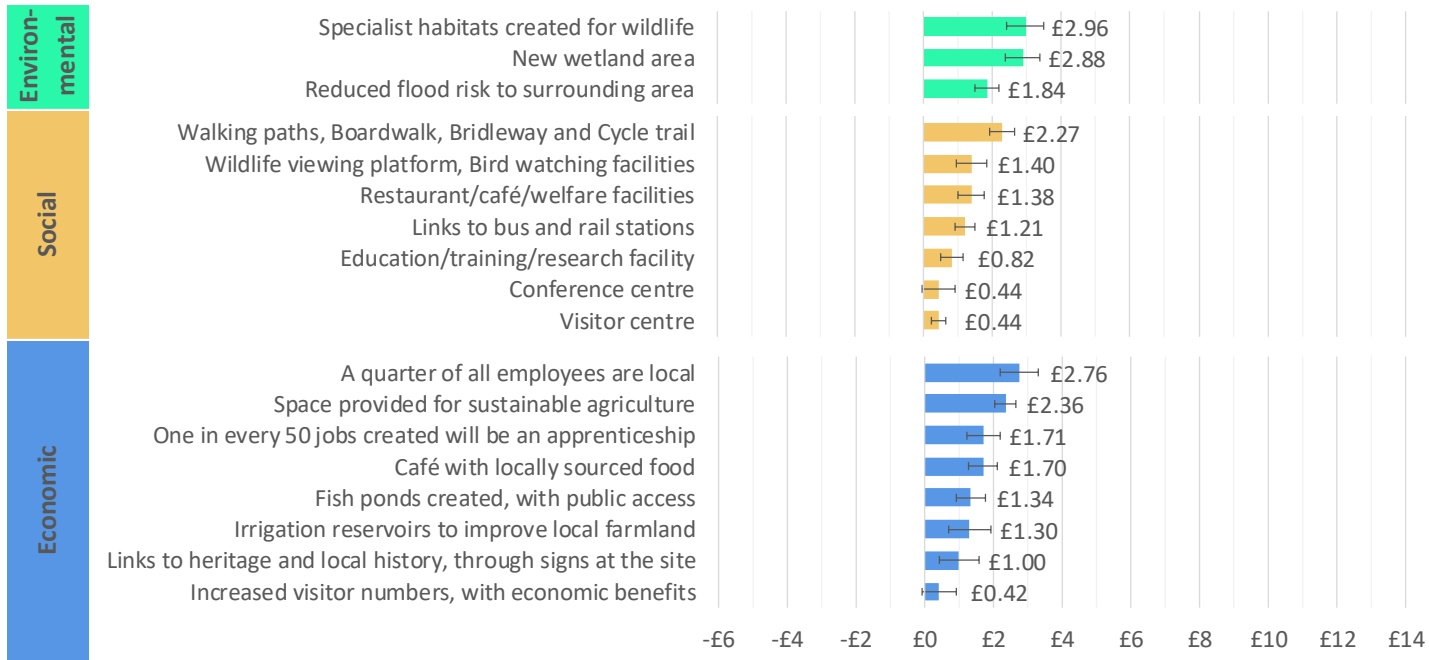 Environ-
mental
Specialist habitats created for wildlife £2.96
New wetland area £2.88
Reduced flood risk to surrounding area £1.84
Social
Walking paths, Boardwalk, Bridleway and Cycle trail £2.27
Wildlife viewing platform, Bird watching facilities £1.40
Restaurant/café/welfare facilities £1.38
Links to bus and rail stations £1.21
Education/training/research facility £0.82
Conference centre £0.44
Visitor centre £0.44
Economic
A quarter of all employees are local £2.76
Space provided for sustainable agriculture £2.36
One in every 50 jobs created will be an apprenticeship £1.71
Café with locally sourced food £1.70
Fish ponds created, with public access £1.34
Irrigation reservoirs to improve local farmland £1.30
Links to heritage and local history, through signs at the site £1.00
Increased visitor numbers, with economic benefits £0.42
-£6 -£4 -£2 £0 £2 £4 £6 £8 £10 £12 £14